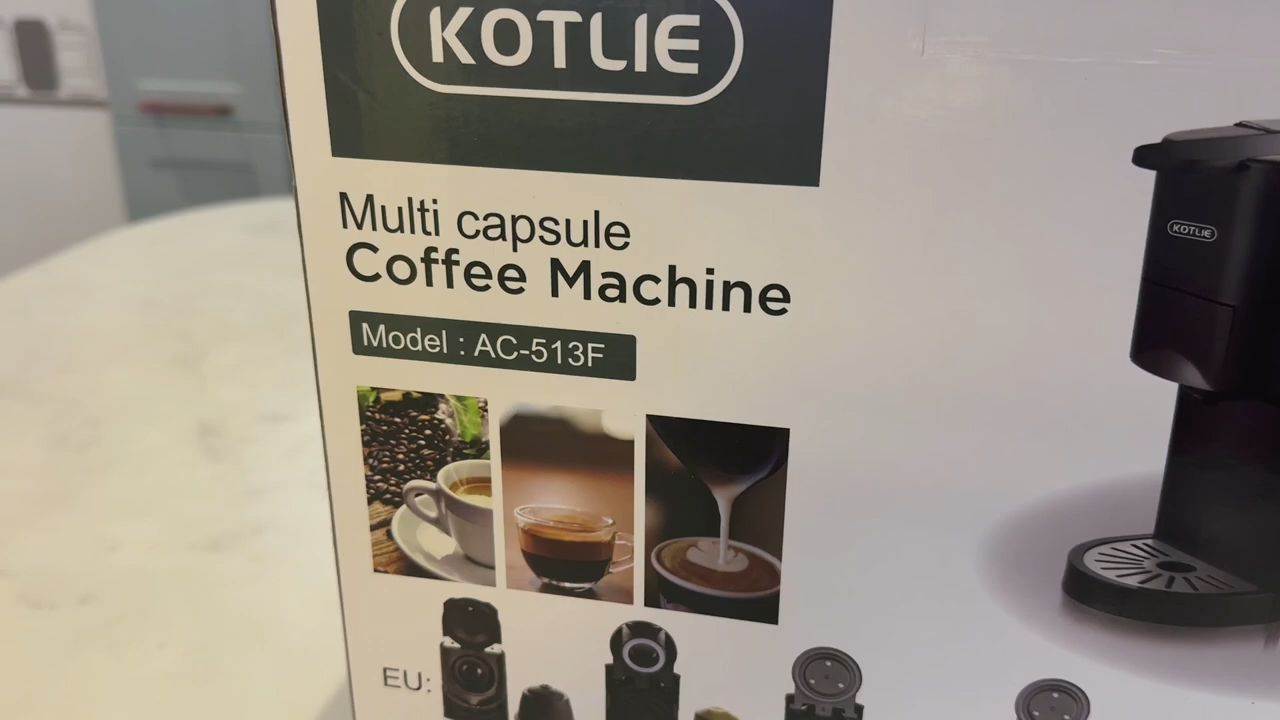 KOTLIE
Multi capsule
Coffee Machine
Model : AC-513F
KOTLIE
EU: